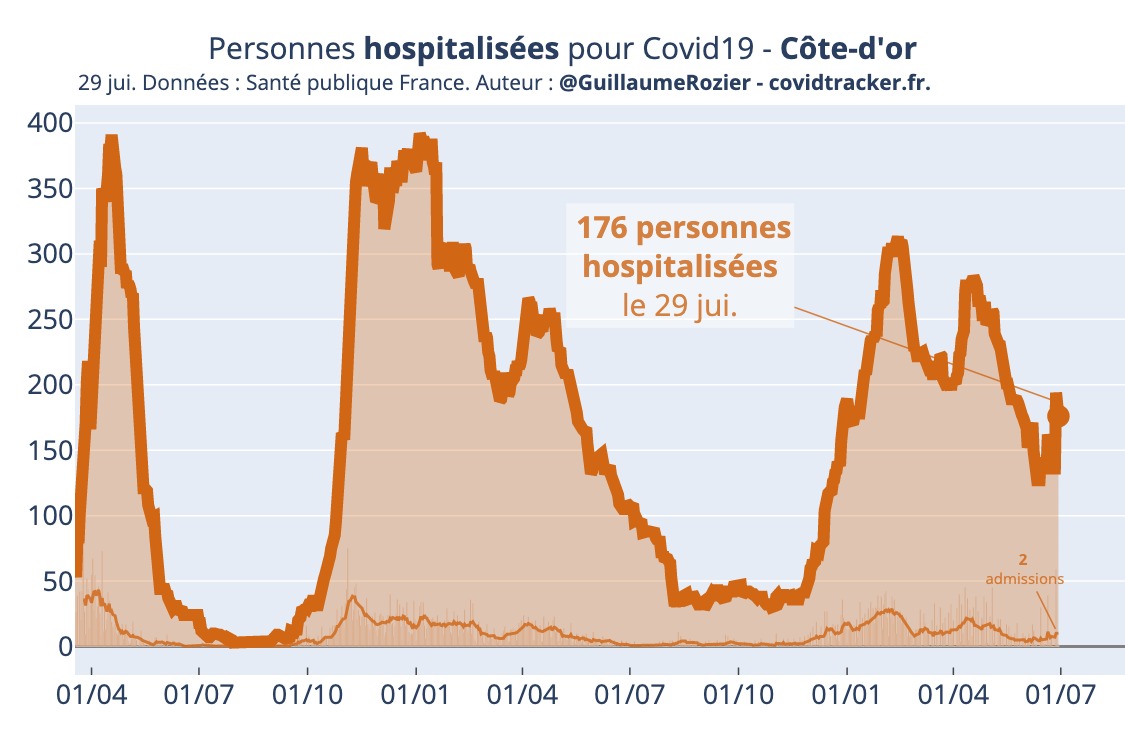 Personnes hospitalisées pour Covid19 - Côte-d'or
29 jui. Données : Santé publique France. Auteur : @GuillaumeRozier - covidtracker.fr.
400
350
300
250
200
150
100
50
0
176 personnes
hospitalisées
le 29 jui.
2
admissions
01/04 01/07 01/10 01/01 01/04 01/07 01/10 01/01 01/04 01/07